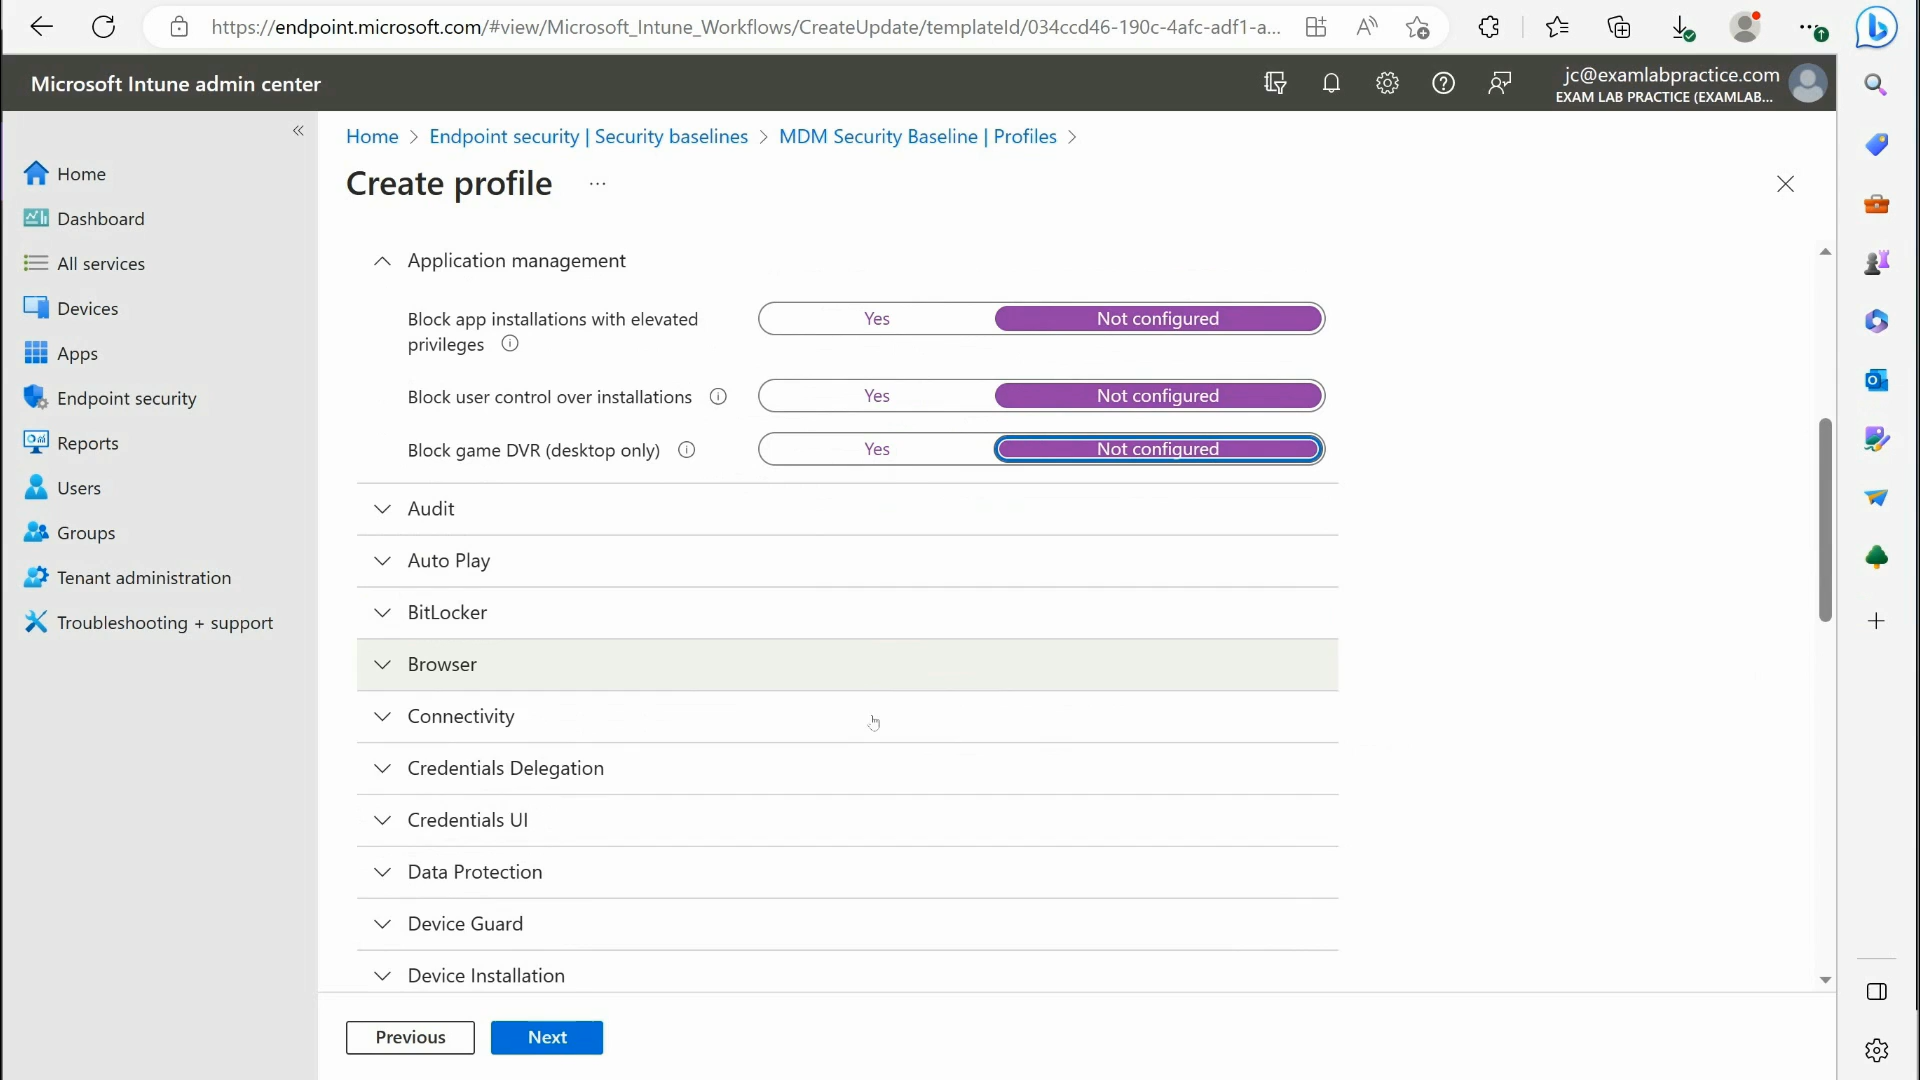 https://endpoint.microsoft.com/#view/Microsoft_Intune_Workflows/CreateUpdate/templateId/034ccd46-190c-4afc-adf1-a...
Microsoft Intune admin center
jc@examlabpractice.com
EXAM LAB PRACTICE (EXAMLAB...
Home
Dashboard
All services
Devices
Apps
Endpoint security
Reports
Users
Groups
Tenant administration
Troubleshooting + support
Home > Endpoint security | Security baselines > MDM Security Baseline | Profiles >
Create profile ...
Application management
Block app installations with elevated
privileges
Yes Not configured
Block user control over installations Yes Not configured
Block game DVR (desktop only) Yes Not configured
Audit
Auto Play
BitLocker
Browser
Connectivity
Credentials Delegation
Credentials UI
Data Protection
Device Guard
Device Installation
Previous Next